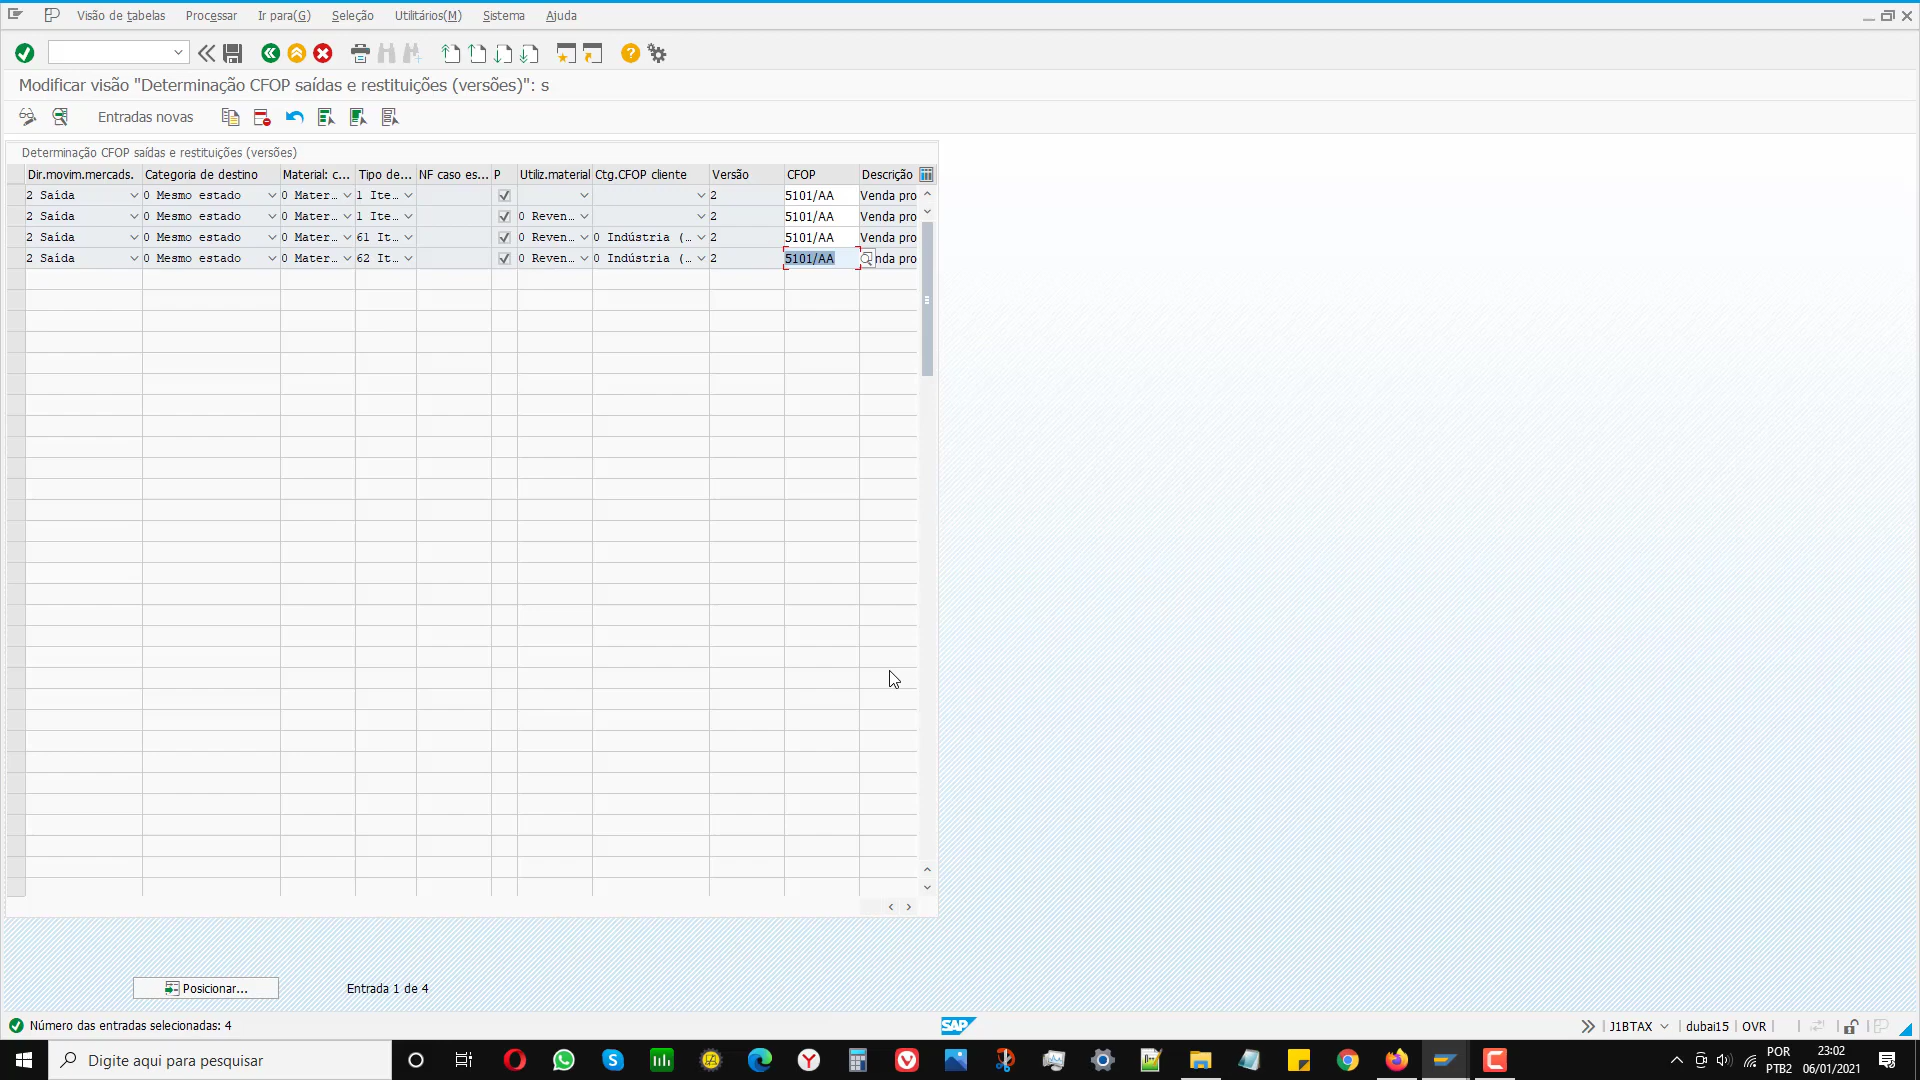 Visão de tabelas Processar Ir para(G) Seleção Utilitários(M) Sistema Ajuda
Modificar visão "Determinação CFOP saídas e restituições (versões)": s
Entradas novas
Determinação CFOP saídas e restituições (versões)
Dir.movim.mercads. Categoria de destino Material: c... Tipo de... NF caso es... P Utiliz.material Ctg.CFOP cliente Versão CFOP Descrição
2 Saída 0 Mesmo estado 0 Mater… 1 Ite… 2 5101/AA Venda pro
2 Saída 0 Mesmo estado 0 Mater… 1 Ite… 0 Reven… 2 5101/AA Venda pro
2 Saída 0 Mesmo estado 0 Mater… 61 It… 0 Reven… 0 Indústria (… 2 5101/AA Venda pro
2 Saída 0 Mesmo estado 0 Mater… 62 It… 0 Reven… 0 Indústria (… 2 5101/AA nda pro
Posicionar... Entrada 1 de 4
Número das entradas selecionadas: 4
SAP
J1BTAX dubai15 OVR
Digite aqui para pesquisar
POR
PTB2
23:02
06/01/2021